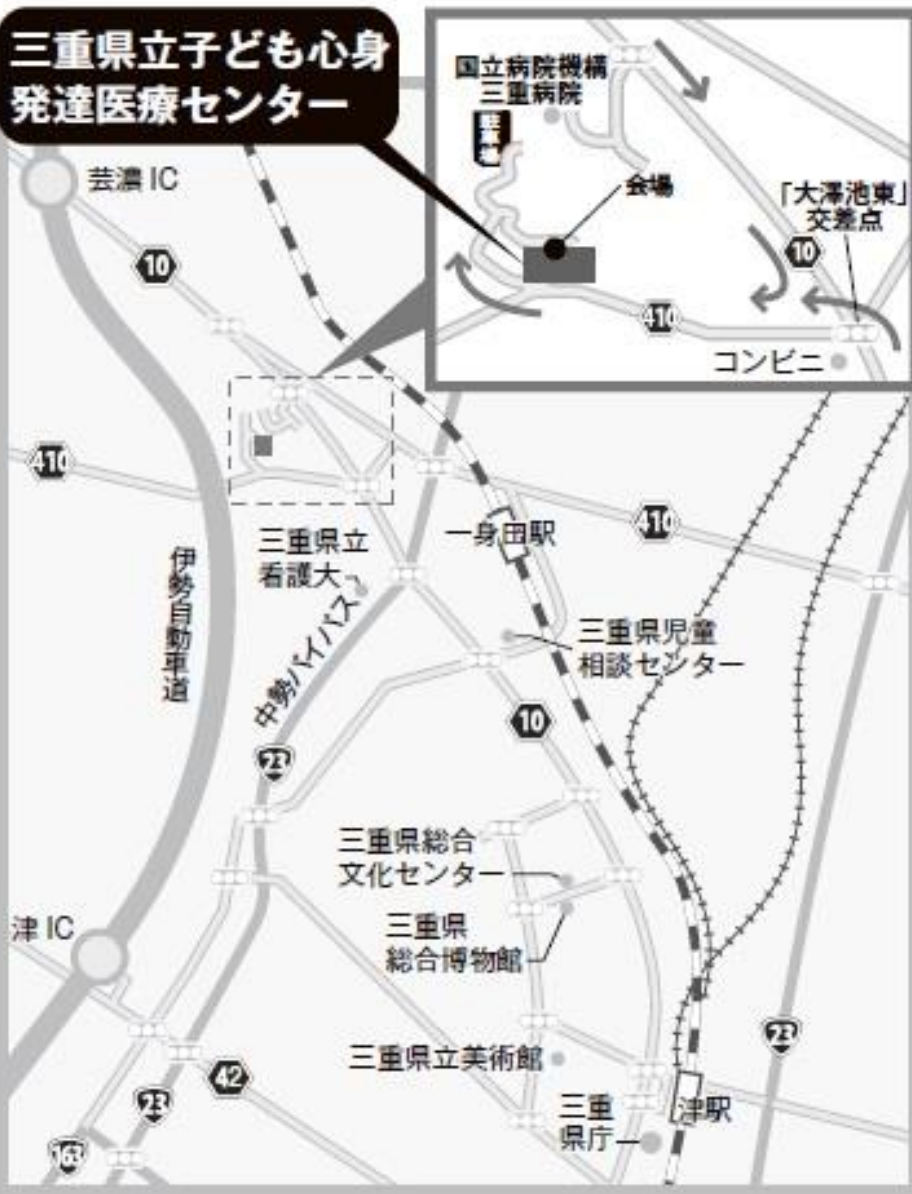 三重県立子ども心身
発達医療センター
国立病院機構
三重病院
駐車場
会場
「大澤池東」
交差点
10
410
コンビニ
芸濃 IC
10
410
一身田駅
410
三重県立
看護大
伊勢自動車道
中勢バイパス
三重県児童
相談センター
10
23
三重県総合
文化センター
三重県
総合博物館
津 IC
23
三重県立美術館
42
23
三重
県庁
津駅
163